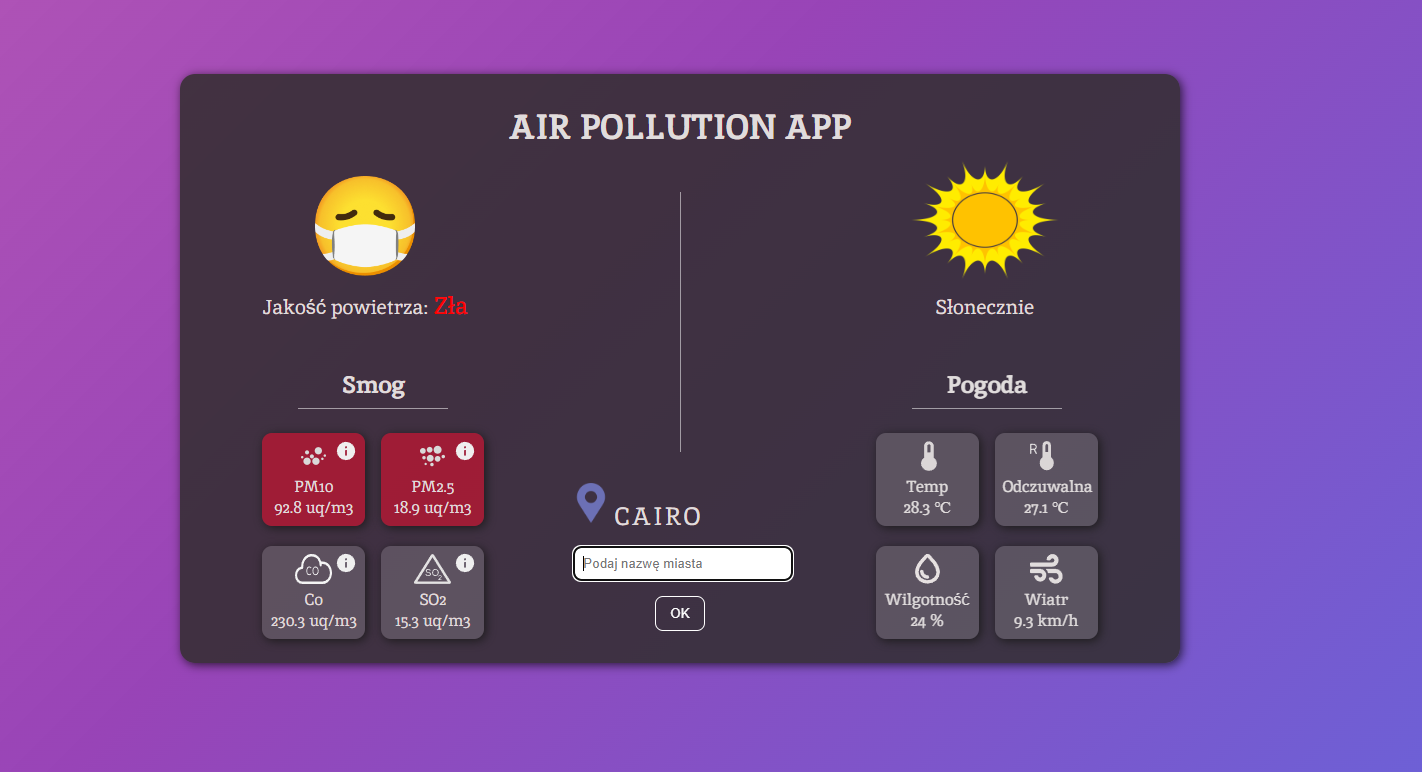 AIR POLLUTION APP
Jakość powietrza: Zła
Słonecznie
Smog
Pogoda
PM10
92.8 uq/m3
PM2.5
18.9 uq/m3
CO
Co
230.3 uq/m3
SO2
SO2
15.3 uq/m3
CAIRO
Podaj nazwę miasta
OK
Temp
28.3 °C
R
Odczuwalna
27.1 °C
Wilgotność
24 %
Wiatr
9.3 km/h